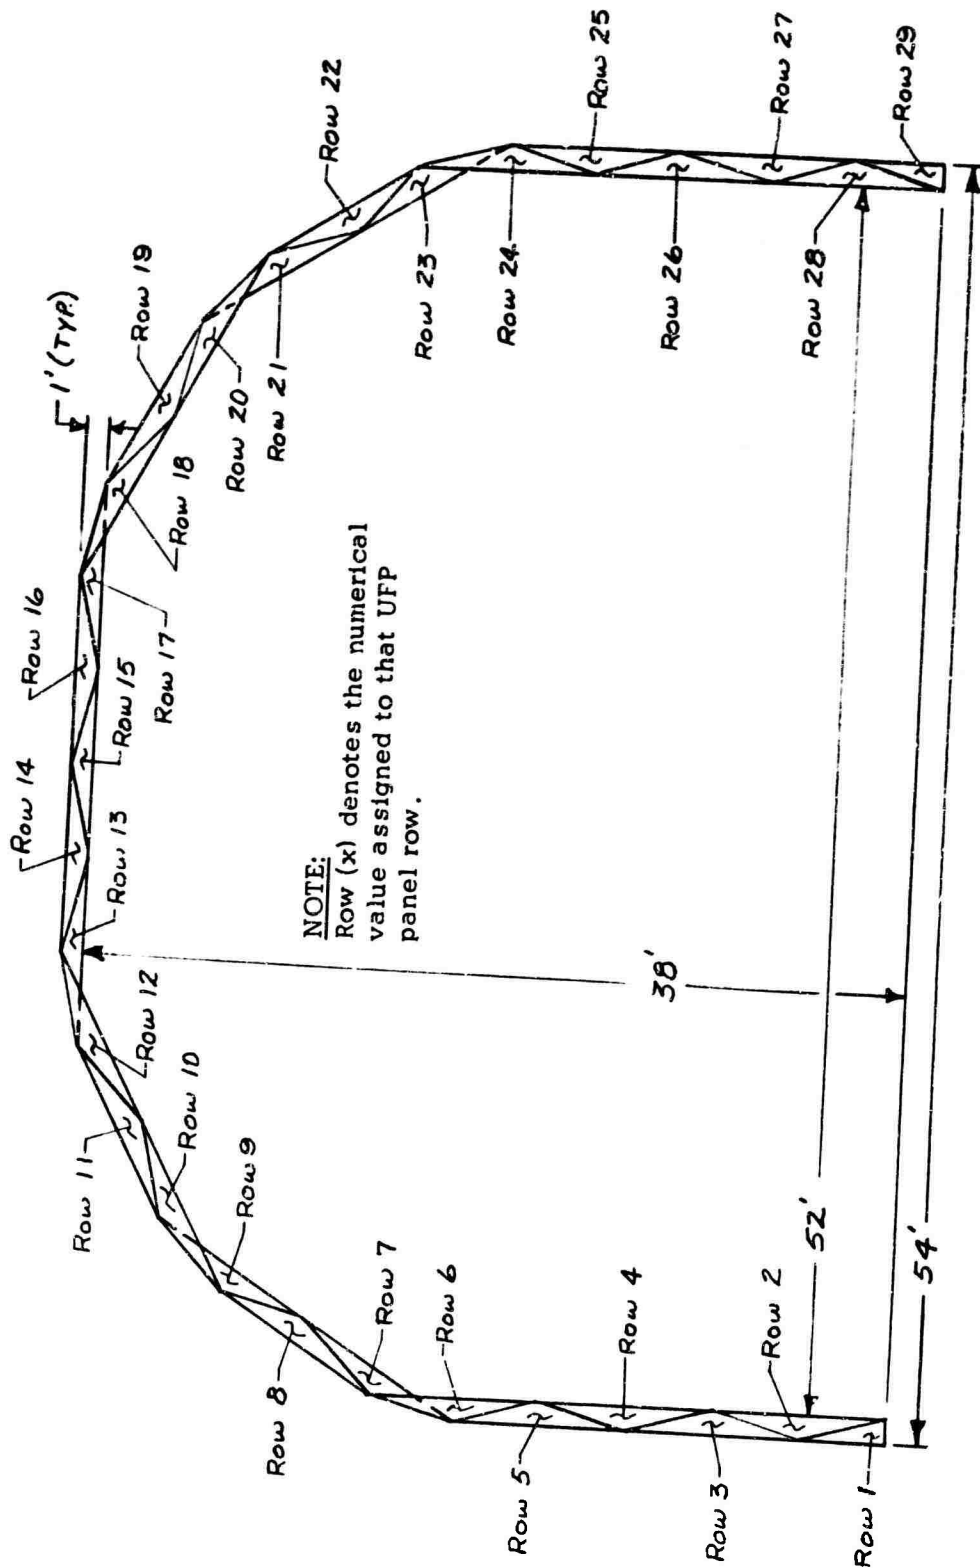 Row 1
Row 2
Row 3
Row 4
Row 5
Row 6
Row 7
Row 8
Row 9
Row 10
Row 11
Row 12
Row 13
Row 14
Row 15
Row 16
Row 17
Row 18
Row 19
Row 20
Row 21
Row 22
Row 23
Row 24
Row 25
Row 26
Row 27
Row 28
Row 29
1' (TYP.)
NOTE:
Row (x) denotes the numerical
value assigned to that UFP
panel row.
38'
52'
54'